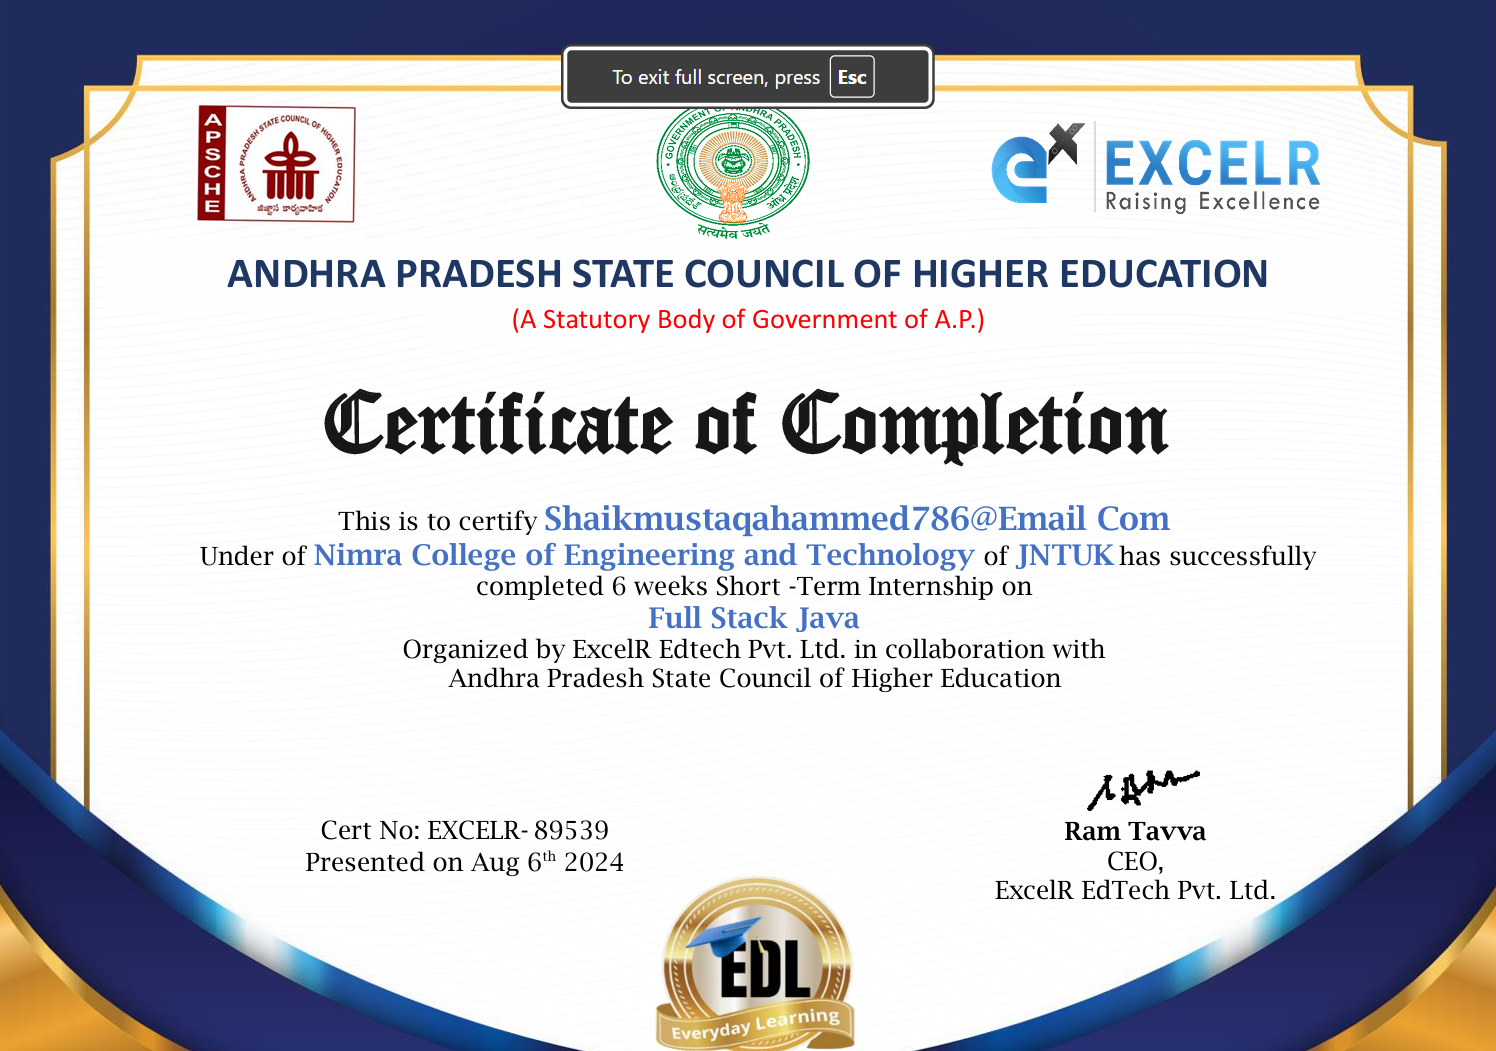 To exit full screen, press Esc
APSCHE
ANDHRA PRADESH STATE COUNCIL OF HIGHER EDUCATION
జిజ్ఞాస కార్యవాహిక
GOVERNMENT OF ANDHRA PRADESH
ఆంధ్రప్రదేశ్
आंध्र प्रदेश
सत्यमेव जयते
EXCELR
Raising Excellence
ANDHRA PRADESH STATE COUNCIL OF HIGHER EDUCATION
(A Statutory Body of Government of A.P.)
Certificate of Completion
This is to certify Shaikmustaqahammed786@Email Com
Under of Nimra College of Engineering and Technology of JNTUK has successfully
completed 6 weeks Short -Term Internship on
Full Stack Java
Organized by ExcelR Edtech Pvt. Ltd. in collaboration with
Andhra Pradesh State Council of Higher Education
Cert No: EXCELR- 89539
Presented on Aug 6th 2024
Ram Tavva
CEO,
ExcelR EdTech Pvt. Ltd.
EDL
Everyday Learning